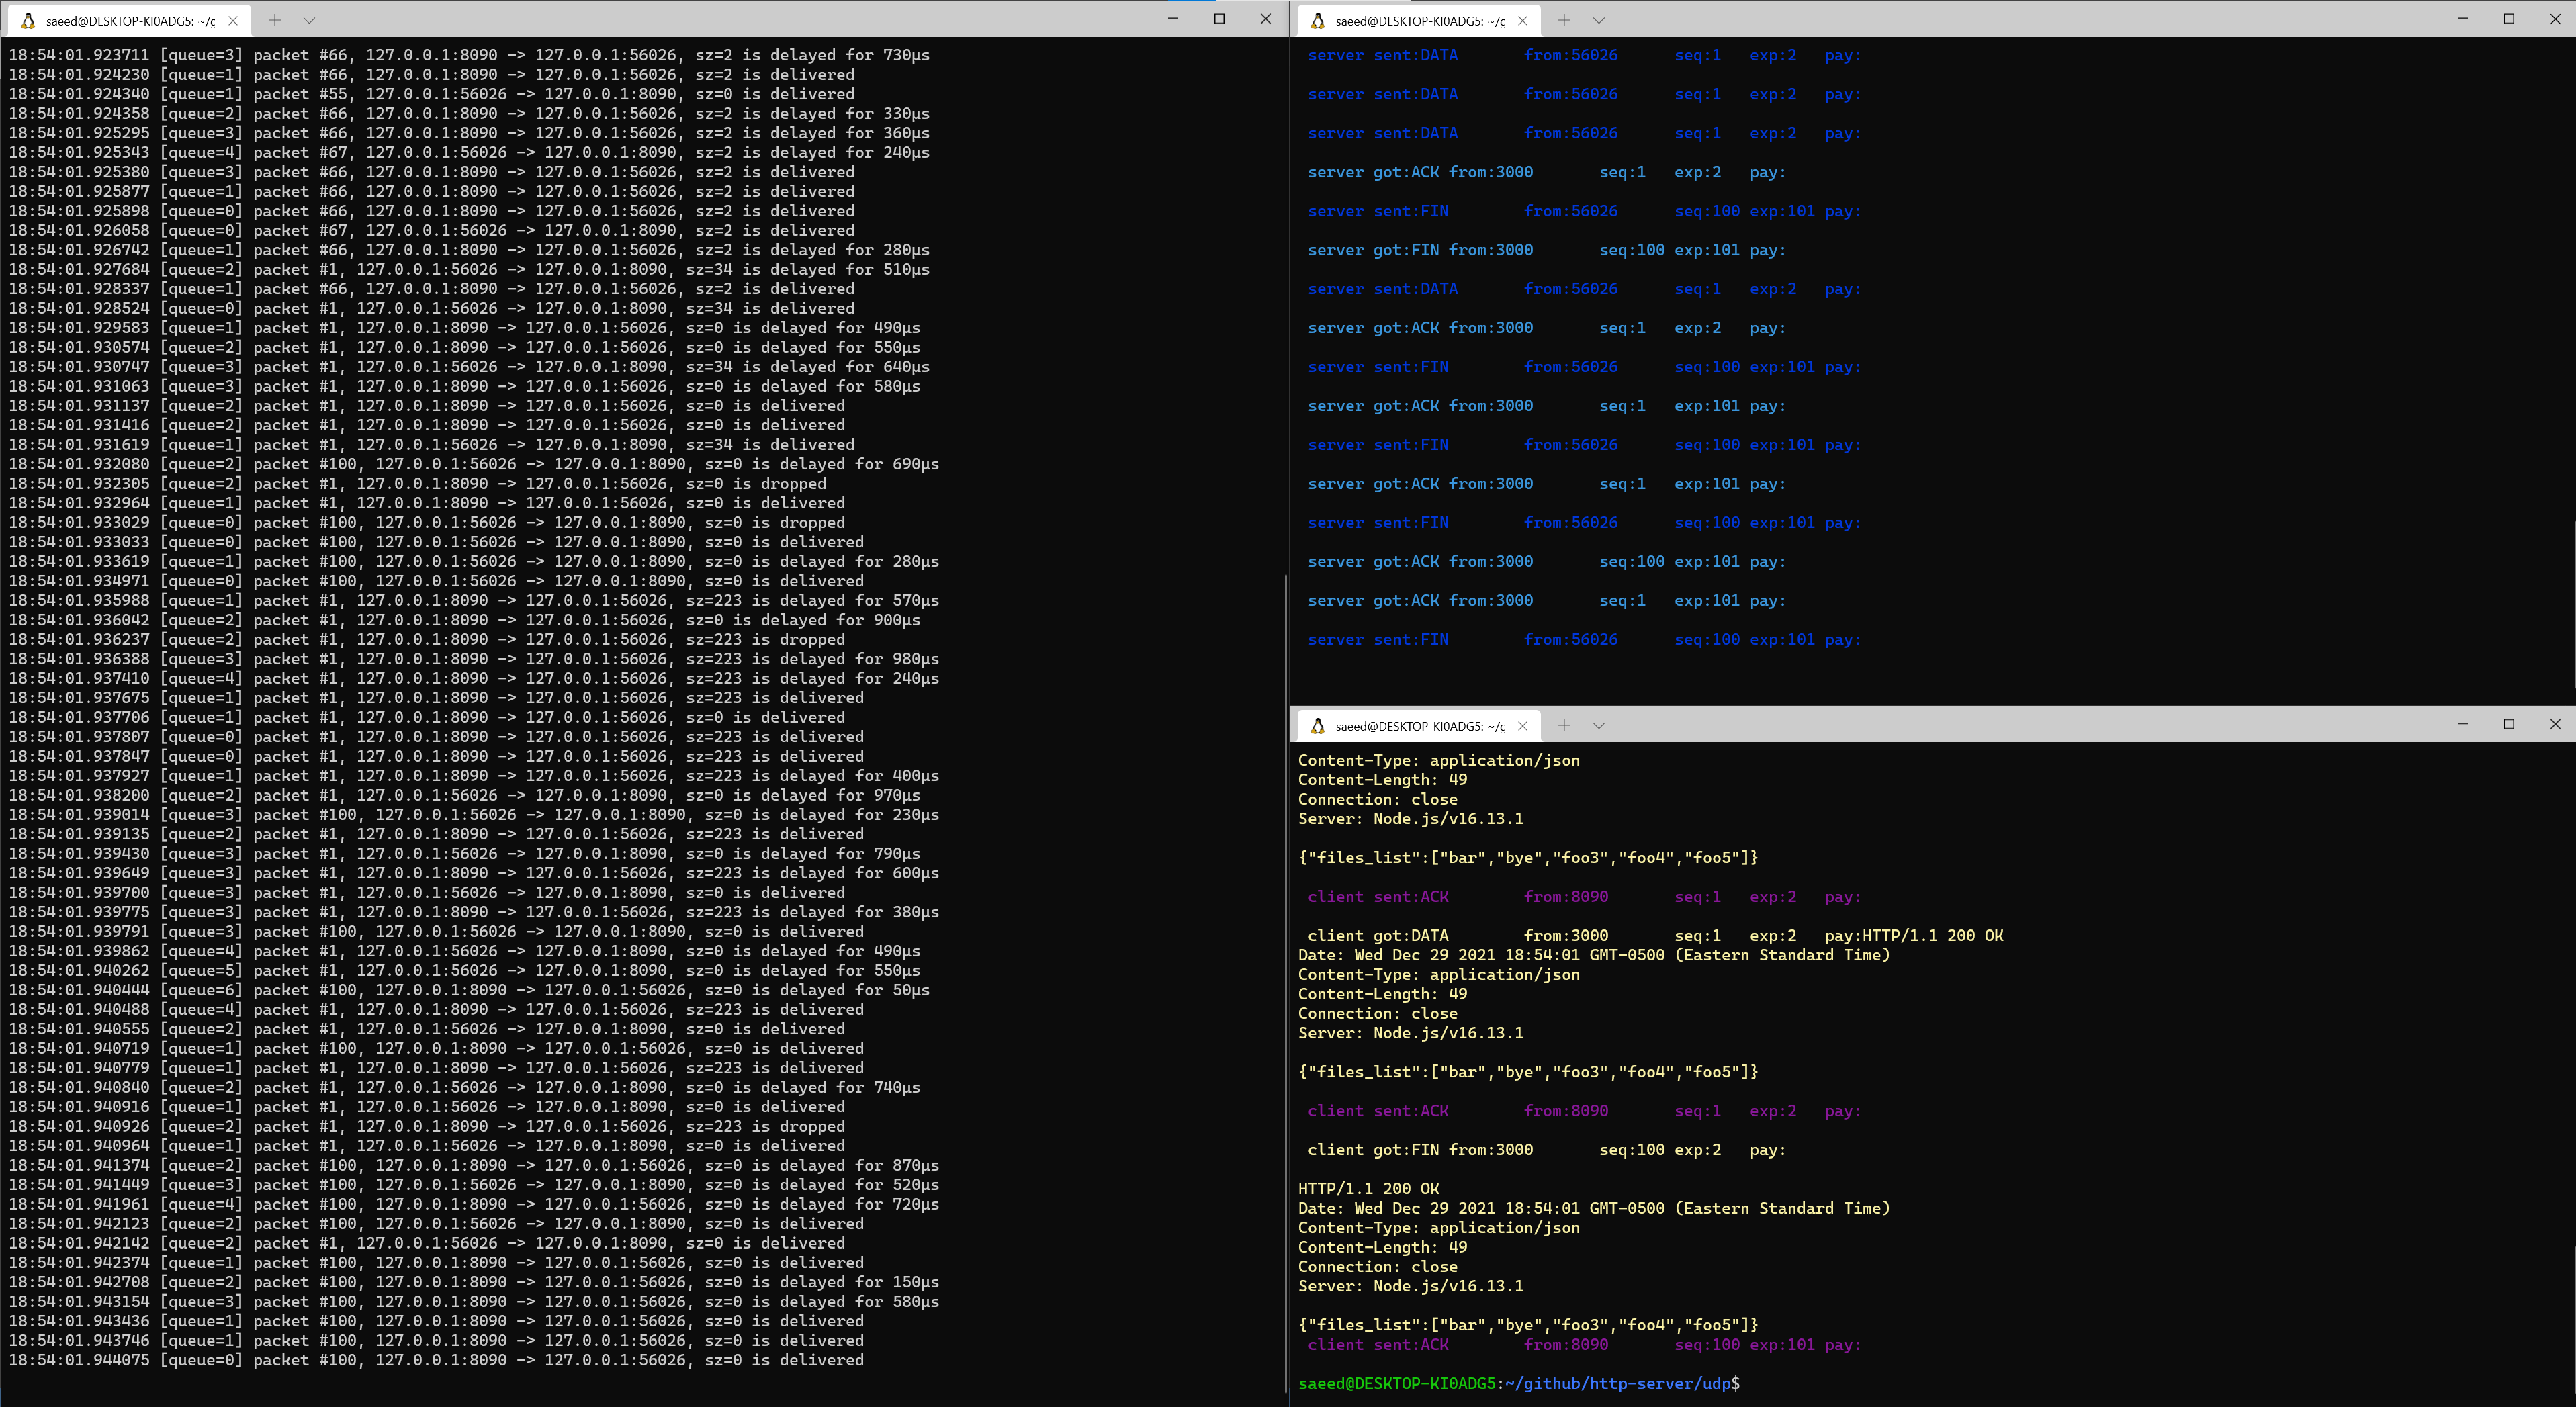 saeed@DESKTOP-KI0ADG5: ~/g
18:54:01.923711 [queue=3] packet #66, 127.0.0.1:8090 -> 127.0.0.1:56026, sz=2 is delayed for 730µs
18:54:01.924230 [queue=1] packet #66, 127.0.0.1:8090 -> 127.0.0.1:56026, sz=2 is delivered
18:54:01.924340 [queue=1] packet #55, 127.0.0.1:56026 -> 127.0.0.1:8090, sz=0 is delivered
18:54:01.924358 [queue=2] packet #66, 127.0.0.1:8090 -> 127.0.0.1:56026, sz=2 is delayed for 330µs
18:54:01.925295 [queue=3] packet #66, 127.0.0.1:8090 -> 127.0.0.1:56026, sz=2 is delayed for 360µs
18:54:01.925343 [queue=4] packet #67, 127.0.0.1:56026 -> 127.0.0.1:8090, sz=2 is delayed for 240µs
18:54:01.925380 [queue=3] packet #66, 127.0.0.1:8090 -> 127.0.0.1:56026, sz=2 is delivered
18:54:01.925877 [queue=1] packet #66, 127.0.0.1:8090 -> 127.0.0.1:56026, sz=2 is delivered
18:54:01.925898 [queue=0] packet #66, 127.0.0.1:8090 -> 127.0.0.1:56026, sz=2 is delivered
18:54:01.926058 [queue=0] packet #67, 127.0.0.1:56026 -> 127.0.0.1:8090, sz=2 is delivered
18:54:01.926742 [queue=1] packet #66, 127.0.0.1:8090 -> 127.0.0.1:56026, sz=2 is delayed for 280µs
18:54:01.927684 [queue=2] packet #1, 127.0.0.1:56026 -> 127.0.0.1:8090, sz=34 is delayed for 510µs
18:54:01.928337 [queue=1] packet #66, 127.0.0.1:8090 -> 127.0.0.1:56026, sz=2 is delivered
18:54:01.928524 [queue=0] packet #1, 127.0.0.1:56026 -> 127.0.0.1:8090, sz=34 is delivered
18:54:01.929583 [queue=1] packet #1, 127.0.0.1:8090 -> 127.0.0.1:56026, sz=0 is delayed for 490µs
18:54:01.930574 [queue=2] packet #1, 127.0.0.1:8090 -> 127.0.0.1:56026, sz=0 is delayed for 550µs
18:54:01.930747 [queue=3] packet #1, 127.0.0.1:56026 -> 127.0.0.1:8090, sz=34 is delayed for 640µs
18:54:01.931063 [queue=3] packet #1, 127.0.0.1:8090 -> 127.0.0.1:56026, sz=0 is delayed for 580µs
18:54:01.931137 [queue=2] packet #1, 127.0.0.1:8090 -> 127.0.0.1:56026, sz=0 is delivered
18:54:01.931416 [queue=2] packet #1, 127.0.0.1:8090 -> 127.0.0.1:56026, sz=0 is delivered
18:54:01.931619 [queue=1] packet #1, 127.0.0.1:56026 -> 127.0.0.1:8090, sz=34 is delivered
18:54:01.932080 [queue=2] packet #100, 127.0.0.1:56026 -> 127.0.0.1:8090, sz=0 is delayed for 690µs
18:54:01.932305 [queue=2] packet #1, 127.0.0.1:8090 -> 127.0.0.1:56026, sz=0 is dropped
18:54:01.932964 [queue=1] packet #1, 127.0.0.1:8090 -> 127.0.0.1:56026, sz=0 is delivered
18:54:01.933029 [queue=0] packet #100, 127.0.0.1:56026 -> 127.0.0.1:8090, sz=0 is dropped
18:54:01.933033 [queue=0] packet #100, 127.0.0.1:56026 -> 127.0.0.1:8090, sz=0 is delivered
18:54:01.933619 [queue=1] packet #100, 127.0.0.1:56026 -> 127.0.0.1:8090, sz=0 is delayed for 280µs
18:54:01.934971 [queue=0] packet #100, 127.0.0.1:56026 -> 127.0.0.1:8090, sz=0 is delivered
18:54:01.935988 [queue=1] packet #1, 127.0.0.1:8090 -> 127.0.0.1:56026, sz=223 is delayed for 570µs
18:54:01.936042 [queue=2] packet #1, 127.0.0.1:8090 -> 127.0.0.1:56026, sz=0 is delayed for 900µs
18:54:01.936237 [queue=2] packet #1, 127.0.0.1:8090 -> 127.0.0.1:56026, sz=223 is dropped
18:54:01.936388 [queue=3] packet #1, 127.0.0.1:8090 -> 127.0.0.1:56026, sz=223 is delayed for 980µs
18:54:01.937410 [queue=4] packet #1, 127.0.0.1:8090 -> 127.0.0.1:56026, sz=223 is delayed for 240µs
18:54:01.937675 [queue=1] packet #1, 127.0.0.1:8090 -> 127.0.0.1:56026, sz=223 is delivered
18:54:01.937706 [queue=1] packet #1, 127.0.0.1:8090 -> 127.0.0.1:56026, sz=0 is delivered
18:54:01.937807 [queue=0] packet #1, 127.0.0.1:8090 -> 127.0.0.1:56026, sz=223 is delivered
18:54:01.937847 [queue=0] packet #1, 127.0.0.1:8090 -> 127.0.0.1:56026, sz=223 is delivered
18:54:01.937927 [queue=1] packet #1, 127.0.0.1:8090 -> 127.0.0.1:56026, sz=223 is delayed for 400µs
18:54:01.938200 [queue=2] packet #1, 127.0.0.1:56026 -> 127.0.0.1:8090, sz=0 is delayed for 970µs
18:54:01.939014 [queue=3] packet #100, 127.0.0.1:56026 -> 127.0.0.1:8090, sz=0 is delayed for 230µs
18:54:01.939135 [queue=2] packet #1, 127.0.0.1:8090 -> 127.0.0.1:56026, sz=223 is delivered
18:54:01.939430 [queue=3] packet #1, 127.0.0.1:56026 -> 127.0.0.1:8090, sz=0 is delayed for 790µs
18:54:01.939649 [queue=3] packet #1, 127.0.0.1:8090 -> 127.0.0.1:56026, sz=223 is delayed for 600µs
18:54:01.939700 [queue=3] packet #1, 127.0.0.1:56026 -> 127.0.0.1:8090, sz=0 is delivered
18:54:01.939775 [queue=3] packet #1, 127.0.0.1:8090 -> 127.0.0.1:56026, sz=223 is delayed for 380µs
18:54:01.939791 [queue=3] packet #100, 127.0.0.1:56026 -> 127.0.0.1:8090, sz=0 is delivered
18:54:01.939862 [queue=4] packet #1, 127.0.0.1:56026 -> 127.0.0.1:8090, sz=0 is delayed for 490µs
18:54:01.940262 [queue=5] packet #1, 127.0.0.1:56026 -> 127.0.0.1:8090, sz=0 is delayed for 550µs
18:54:01.940444 [queue=6] packet #100, 127.0.0.1:8090 -> 127.0.0.1:56026, sz=0 is delayed for 50µs
18:54:01.940488 [queue=4] packet #1, 127.0.0.1:8090 -> 127.0.0.1:56026, sz=223 is delivered
18:54:01.940555 [queue=2] packet #1, 127.0.0.1:56026 -> 127.0.0.1:8090, sz=0 is delivered
18:54:01.940719 [queue=1] packet #100, 127.0.0.1:8090 -> 127.0.0.1:56026, sz=0 is delivered
18:54:01.940779 [queue=1] packet #1, 127.0.0.1:8090 -> 127.0.0.1:56026, sz=223 is delivered
18:54:01.940840 [queue=2] packet #1, 127.0.0.1:56026 -> 127.0.0.1:8090, sz=0 is delayed for 740µs
18:54:01.940916 [queue=1] packet #1, 127.0.0.1:56026 -> 127.0.0.1:8090, sz=0 is delivered
18:54:01.940926 [queue=2] packet #1, 127.0.0.1:8090 -> 127.0.0.1:56026, sz=223 is dropped
18:54:01.940964 [queue=1] packet #1, 127.0.0.1:56026 -> 127.0.0.1:8090, sz=0 is delivered
18:54:01.941374 [queue=2] packet #100, 127.0.0.1:8090 -> 127.0.0.1:56026, sz=0 is delayed for 870µs
18:54:01.941449 [queue=3] packet #100, 127.0.0.1:56026 -> 127.0.0.1:8090, sz=0 is delayed for 520µs
18:54:01.941961 [queue=4] packet #100, 127.0.0.1:8090 -> 127.0.0.1:56026, sz=0 is delayed for 720µs
18:54:01.942123 [queue=2] packet #100, 127.0.0.1:56026 -> 127.0.0.1:8090, sz=0 is delivered
18:54:01.942142 [queue=2] packet #1, 127.0.0.1:56026 -> 127.0.0.1:8090, sz=0 is delivered
18:54:01.942374 [queue=1] packet #100, 127.0.0.1:8090 -> 127.0.0.1:56026, sz=0 is delivered
18:54:01.942708 [queue=2] packet #100, 127.0.0.1:8090 -> 127.0.0.1:56026, sz=0 is delayed for 150µs
18:54:01.943154 [queue=3] packet #100, 127.0.0.1:8090 -> 127.0.0.1:56026, sz=0 is delayed for 580µs
18:54:01.943436 [queue=1] packet #100, 127.0.0.1:8090 -> 127.0.0.1:56026, sz=0 is delivered
18:54:01.943746 [queue=1] packet #100, 127.0.0.1:8090 -> 127.0.0.1:56026, sz=0 is delivered
18:54:01.944075 [queue=0] packet #100, 127.0.0.1:8090 -> 127.0.0.1:56026, sz=0 is delivered
saeed@DESKTOP-KI0ADG5: ~/g
server sent:DATA from:56026 seq:1 exp:2 pay:
server sent:DATA from:56026 seq:1 exp:2 pay:
server sent:DATA from:56026 seq:1 exp:2 pay:
server got:ACK from:3000 seq:1 exp:2 pay:
server sent:FIN from:56026 seq:100 exp:101 pay:
server got:FIN from:3000 seq:100 exp:101 pay:
server sent:DATA from:56026 seq:1 exp:2 pay:
server got:ACK from:3000 seq:1 exp:2 pay:
server sent:FIN from:56026 seq:100 exp:101 pay:
server got:ACK from:3000 seq:1 exp:101 pay:
server sent:FIN from:56026 seq:100 exp:101 pay:
server got:ACK from:3000 seq:1 exp:101 pay:
server sent:FIN from:56026 seq:100 exp:101 pay:
server got:ACK from:3000 seq:100 exp:101 pay:
server got:ACK from:3000 seq:1 exp:101 pay:
server sent:FIN from:56026 seq:100 exp:101 pay:
saeed@DESKTOP-KI0ADG5: ~/g
Content-Type: application/json
Content-Length: 49
Connection: close
Server: Node.js/v16.13.1
{"files_list":["bar","bye","foo3","foo4","foo5"]}
client sent:ACK from:8090 seq:1 exp:2 pay:
client got:DATA from:3000 seq:1 exp:2 pay:HTTP/1.1 200 OK
Date: Wed Dec 29 2021 18:54:01 GMT-0500 (Eastern Standard Time)
Content-Type: application/json
Content-Length: 49
Connection: close
Server: Node.js/v16.13.1
{"files_list":["bar","bye","foo3","foo4","foo5"]}
client sent:ACK from:8090 seq:1 exp:2 pay:
client got:FIN from:3000 seq:100 exp:2 pay:
HTTP/1.1 200 OK
Date: Wed Dec 29 2021 18:54:01 GMT-0500 (Eastern Standard Time)
Content-Type: application/json
Content-Length: 49
Connection: close
Server: Node.js/v16.13.1
{"files_list":["bar","bye","foo3","foo4","foo5"]}
client sent:ACK from:8090 seq:100 exp:101 pay:
saeed@DESKTOP-KI0ADG5:~/github/http-server/udp$